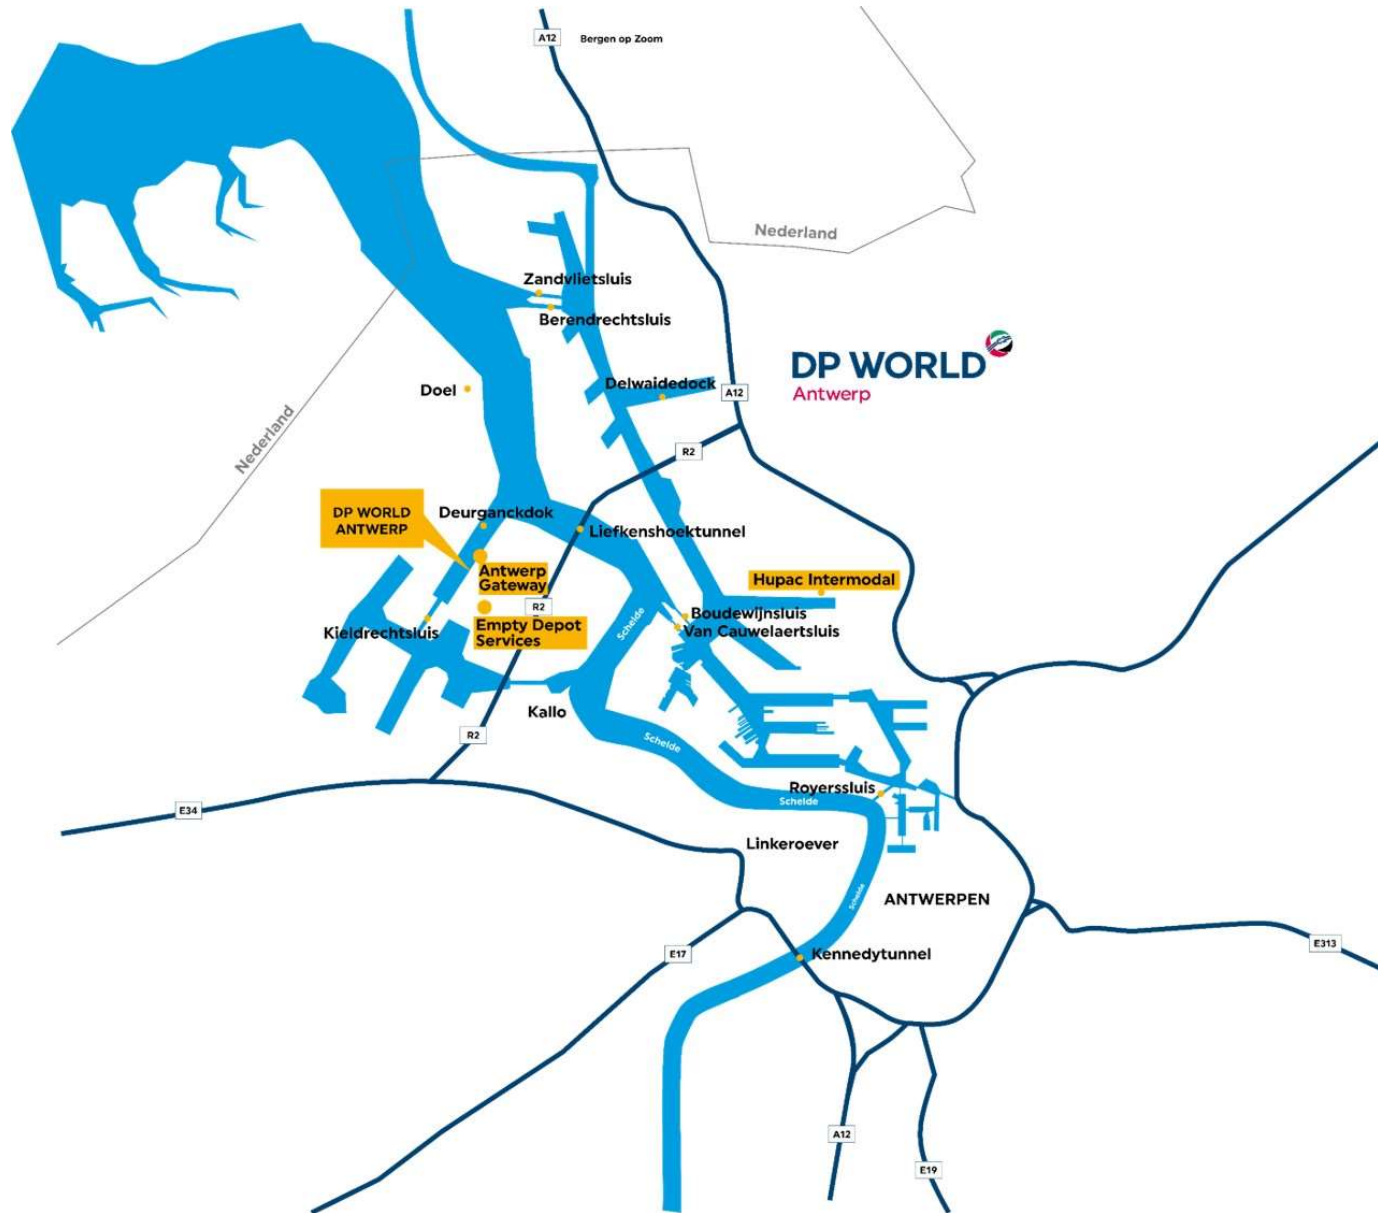 A12
Bergen op Zoom
Nederland
Zandvlietsluis
Berendrechtsluis
DP WORLD
Antwerp
Delwaidedock
Doel
A12
Nederland
R2
DP WORLD
ANTWERP
Deurganckdok
Liefkenshoektunnel
Antwerp
Gateway
Hupac Intermodal
R2
Boudewijnsluis
Kieldrechtsluis
Empty Depot
Services
Schelde
Van Cauwelaertsluis
Kallo
R2
Schelde
Royerssluis
Schelde
E34
Linkeroever
Schelde
ANTWERPEN
E17
Kennedytunnel
E313
A12
E19